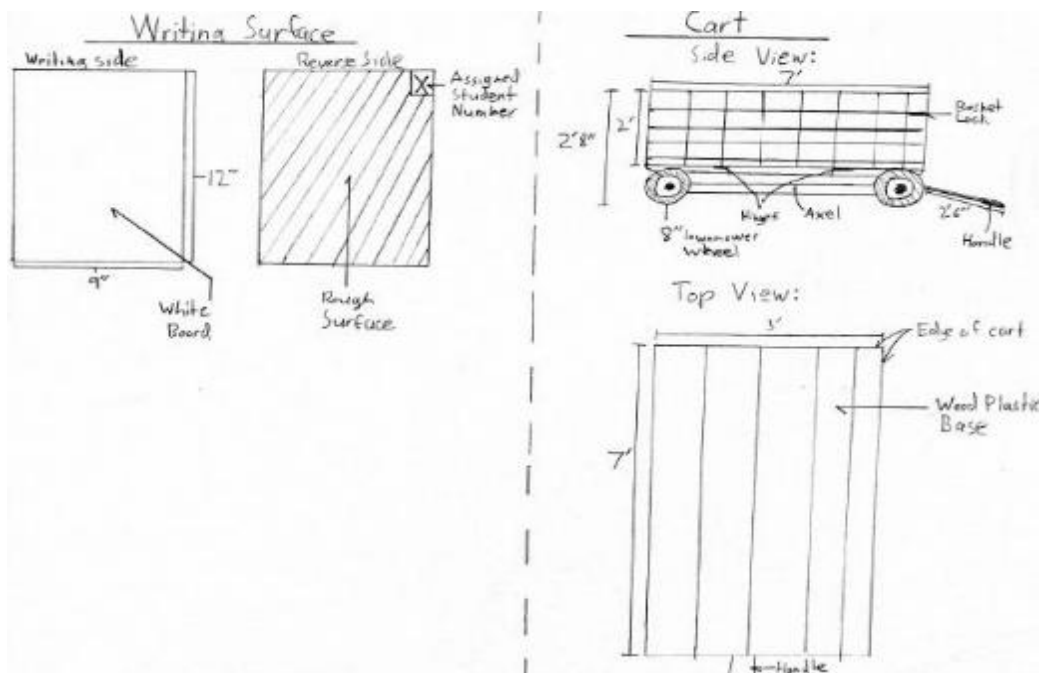 Writing Surface
Writing side
Reverse Side
Assigned
Student
Number
12"
9"
White
Board
Rough
Surface
Cart
Side View:
7'
2'8"
2'
Basket
Lock
Hinges
Axel
8" lawnmower
wheel
2'6"
Handle
Top View:
3'
Edge of cart
Wood Plastic
Base
7'
to Handle